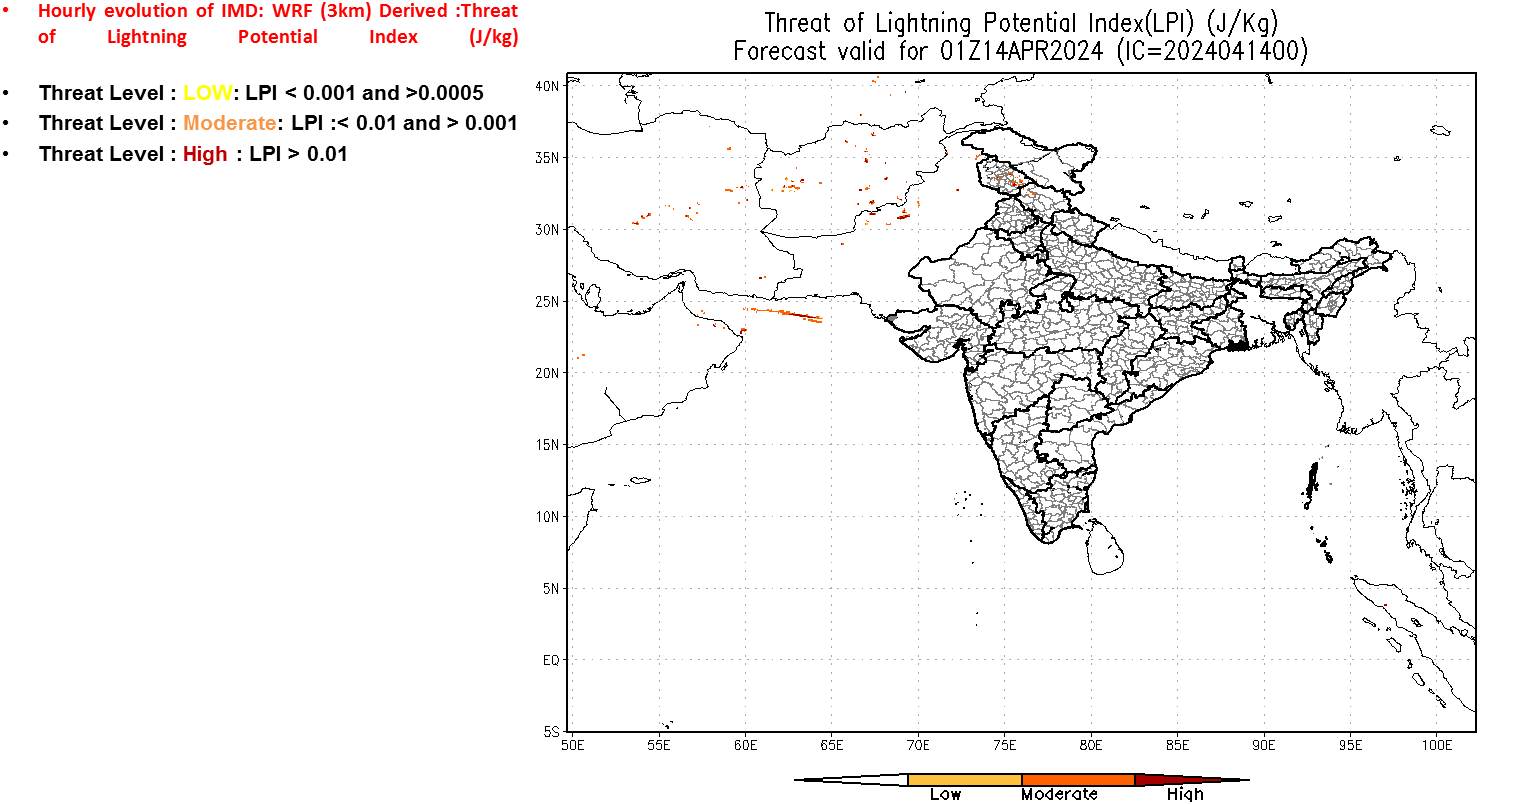 • Hourly evolution of IMD: WRF (3km) Derived :Threat
of Lightning Potential Index (J/kg)
• Threat Level : LOW: LPI < 0.001 and >0.0005
• Threat Level : Moderate: LPI :< 0.01 and > 0.001
• Threat Level : High : LPI > 0.01
Threat of Lightning Potential Index(LPI) (J/Kg)
Forecast valid for 01Z14APR2024 (IC=2024041400)
40N
35N
30N
25N
20N
15N
10N
5N
EQ
5S
50E 55E 60E 65E 70E 75E 80E 85E 90E 95E 100E
Low Moderate High